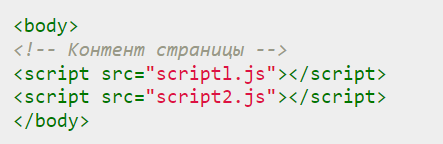 <body>
<!-- Контент страницы -->
<script src="script1.js"></script>
<script src="script2.js"></script>
</body>